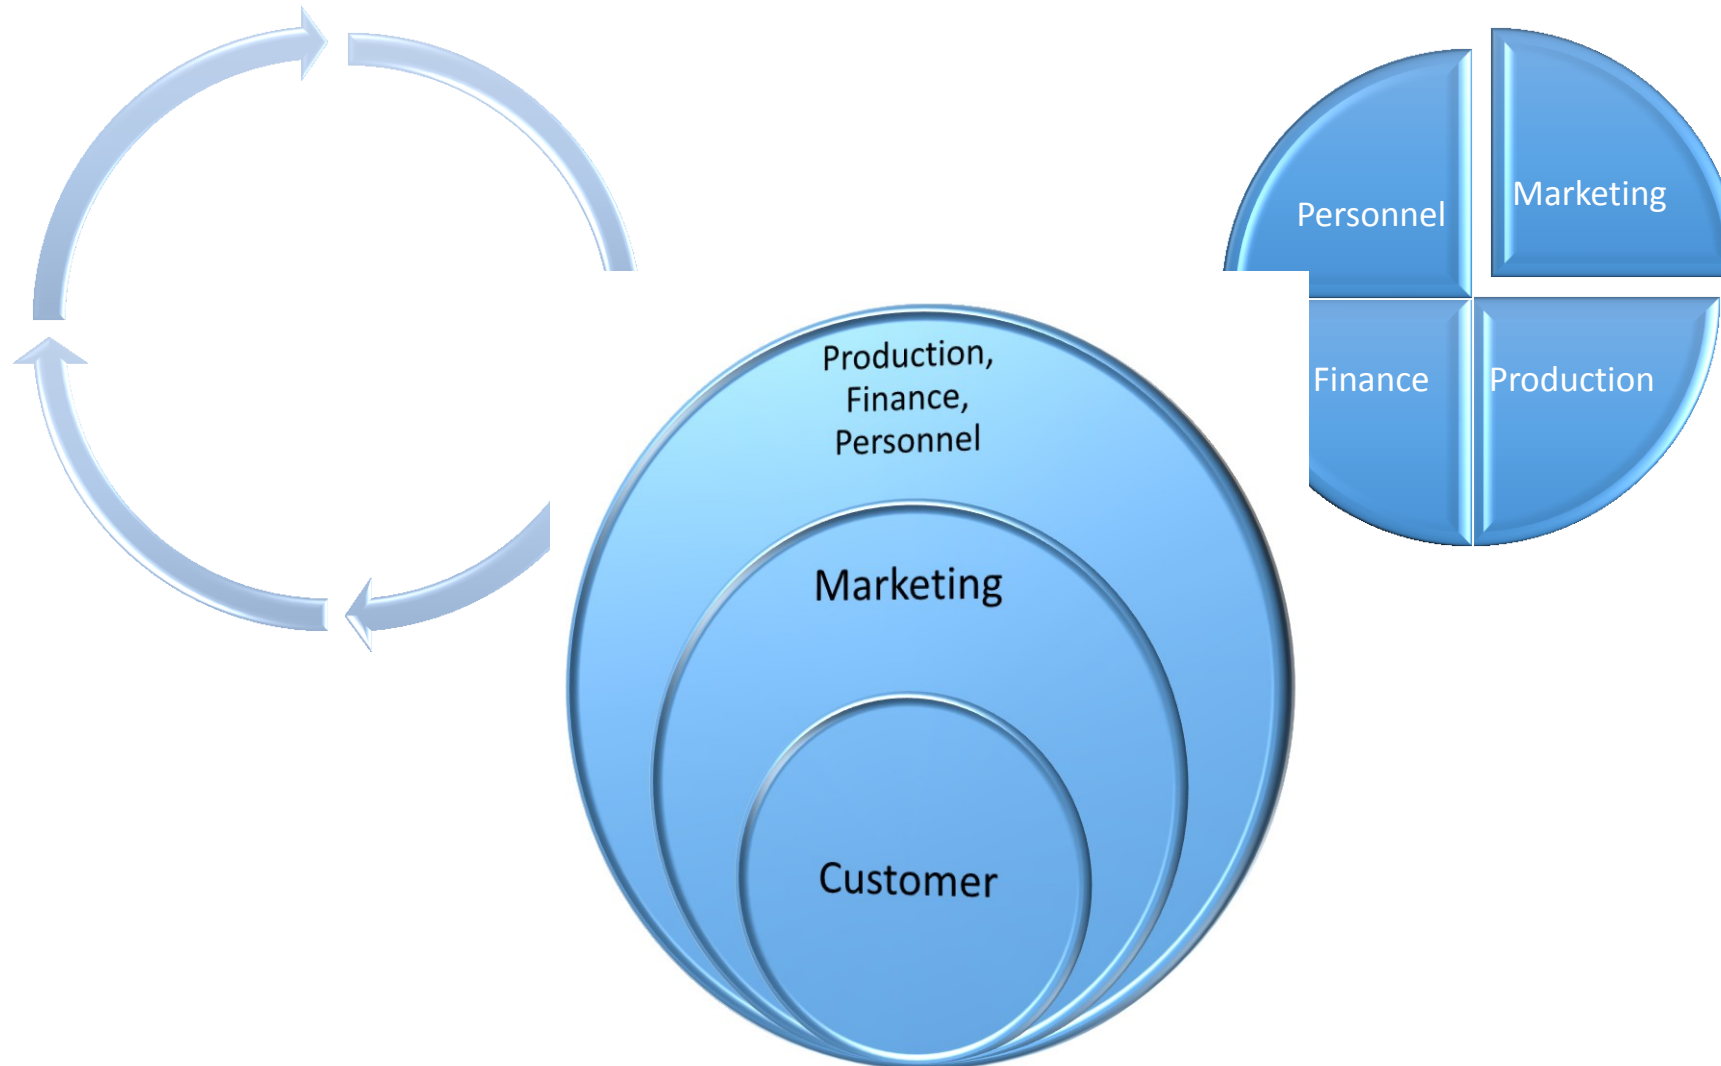 Personnel
Marketing
Finance
Production
Production,
Finance,
Personnel
Marketing
Customer